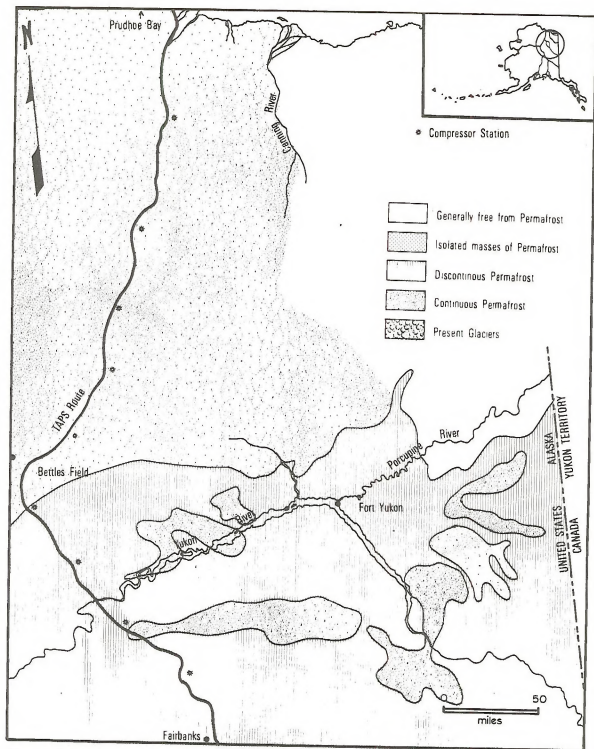 Prudhoe Bay
N
Canning River
Compressor Station
Generally free from Permafrost
Isolated masses of Permafrost
Discontinous Permafrost
Continuous Permafrost
Present Glaciers
TAPS Route
Porcupine River
ALASKA
YUKON TERRITORY
Bettles Field
Fort Yukon
Yukon River
UNITED STATES
CANADA
0 50
miles
Fairbanks